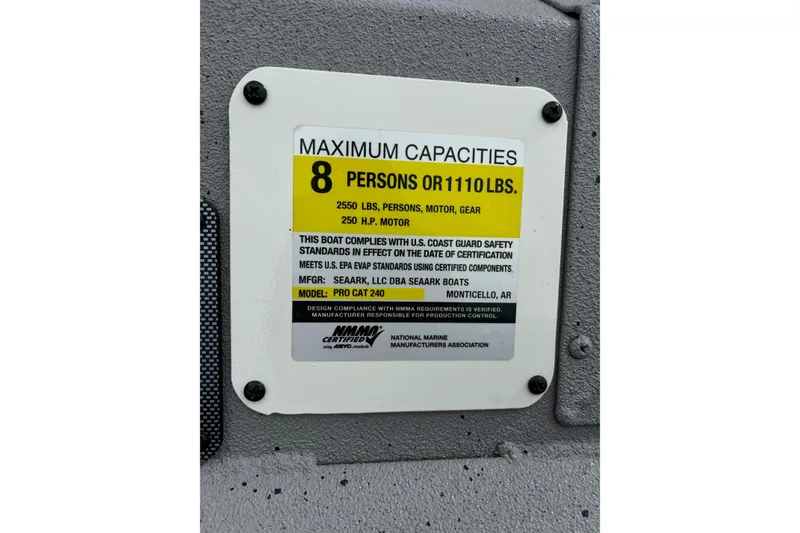 MAXIMUM CAPACITIES
8 PERSONS OR 1110 LBS.
2550 LBS, PERSONS, MOTOR, GEAR
250 H.P. MOTOR
THIS BOAT COMPLIES WITH U.S. COAST GUARD SAFETY
STANDARDS IN EFFECT ON THE DATE OF CERTIFICATION
MEETS U.S. EPA EVAP STANDARDS USING CERTIFIED COMPONENTS.
MFGR: SEAARK, LLC DBA SEAARK BOATS
MODEL: PRO CAT 240 MONTICELLO, AR
DESIGN COMPLIANCE WITH NMMA REQUIREMENTS IS VERIFIED.
MANUFACTURER RESPONSIBLE FOR PRODUCTION CONTROL.
NMMA
CERTIFIED
using ABYC standards
NATIONAL MARINE
MANUFACTURERS ASSOCIATION